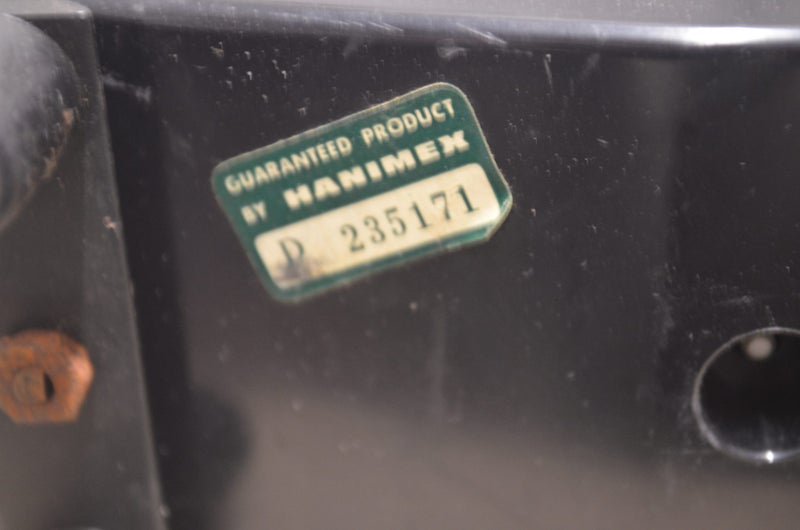 GUARANTEED PRODUCT
BY HANIMEX
D 235171